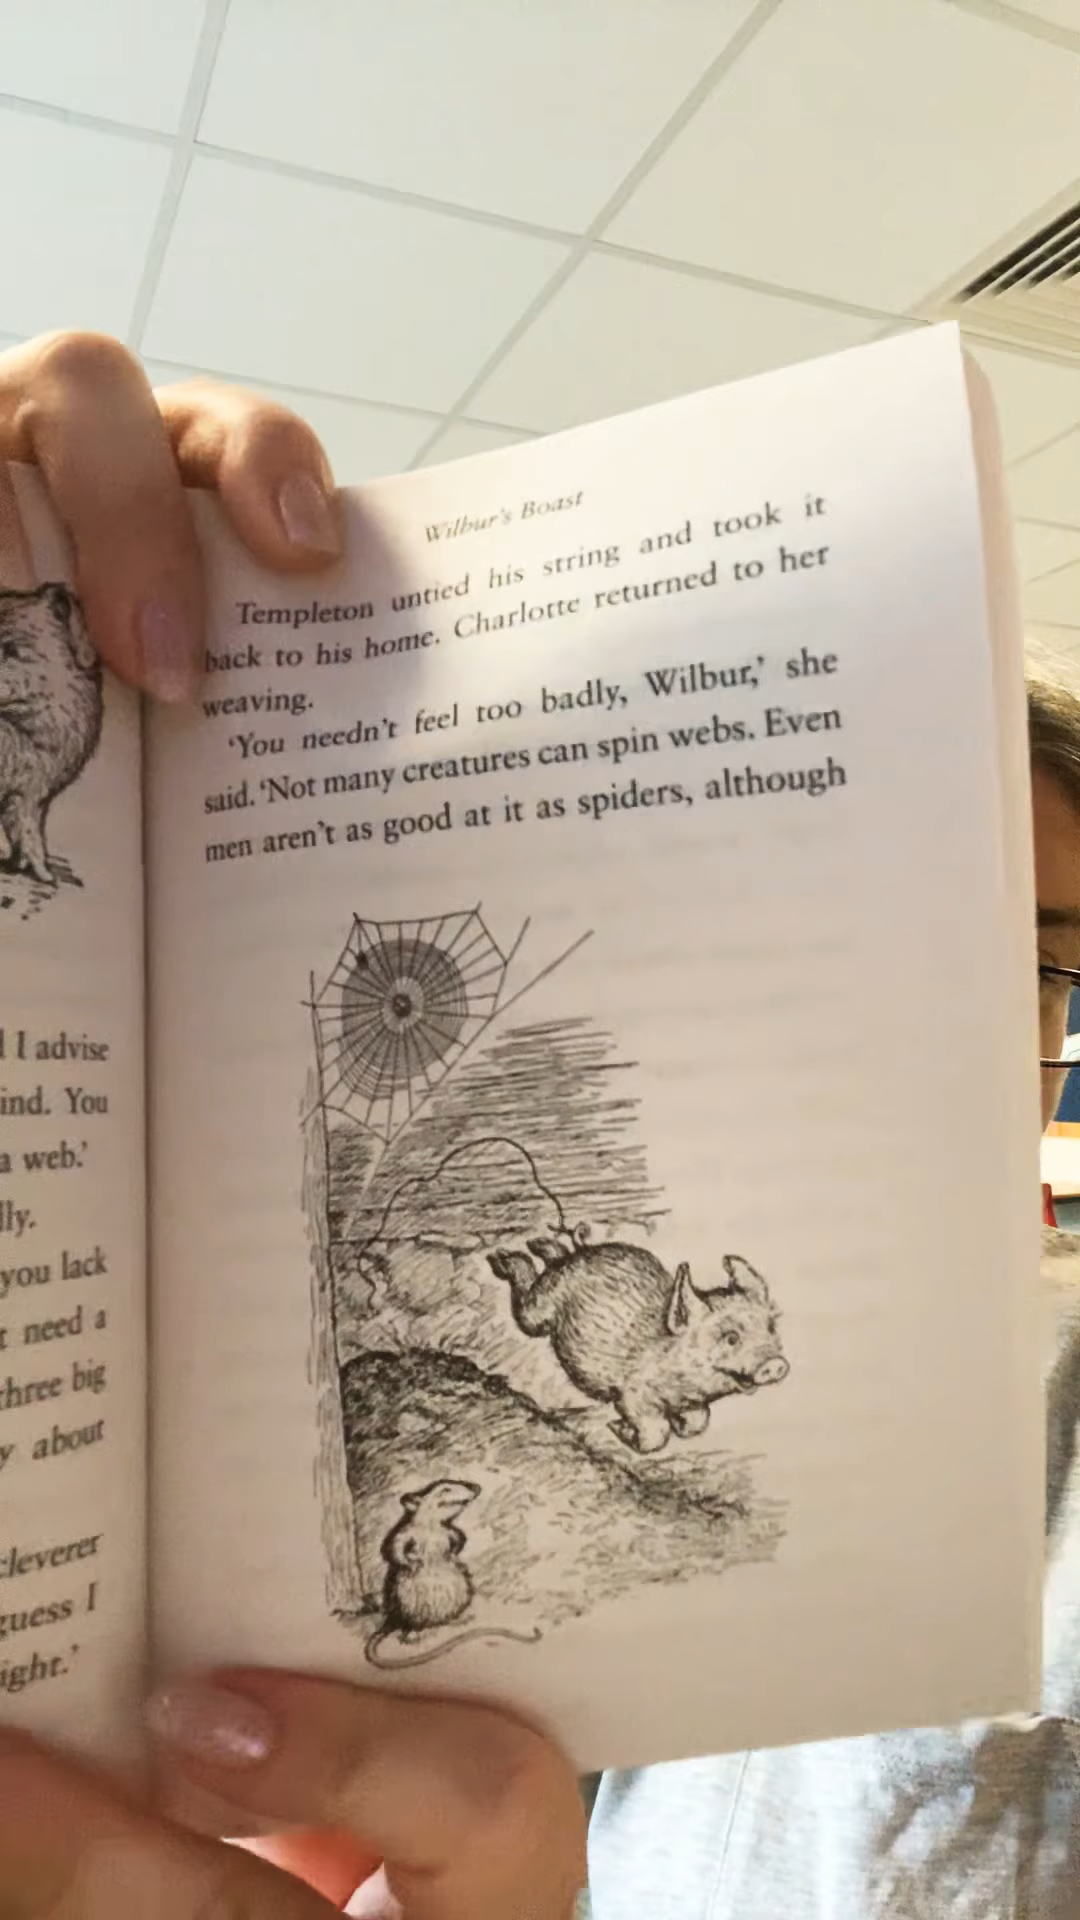 l I advise
ind. You
a web.’
lly.
you lack
t need a
three big
y about
cleverer
guess I
ight.’
Wilbur’s Boast
Templeton untied his string and took it
back to his home. Charlotte returned to her
weaving.
‘You needn’t feel too badly, Wilbur,’ she
said. ‘Not many creatures can spin webs. Even
men aren’t as good at it as spiders, although